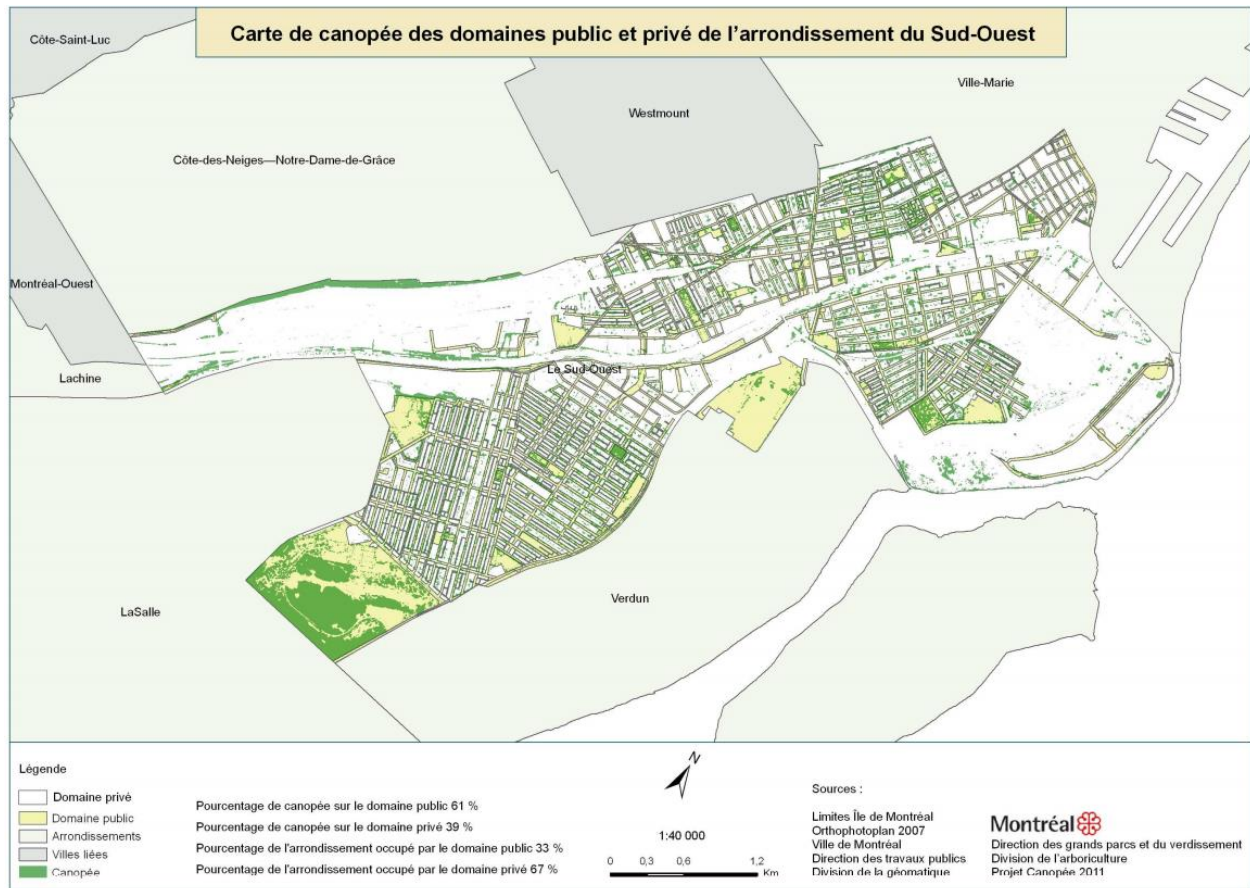 Carte de canopée des domaines public et privé de l'arrondissement du Sud-Ouest
Côte-Saint-Luc
Ville-Marie
Westmount
Côte-des-Neiges—Notre-Dame-de-Grâce
Montréal-Ouest
Lachine
Le Sud-Ouest
Verdun
LaSalle
Légende
Domaine privé
Domaine public
Arrondissements
Villes liées
Canopée
Pourcentage de canopée sur le domaine public 61 %
Pourcentage de canopée sur le domaine privé 39 %
Pourcentage de l'arrondissement occupé par le domaine public 33 %
Pourcentage de l'arrondissement occupé par le domaine privé 67 %
N
1:40 000
0 0,3 0,6 1,2
Km
Sources :
Limites Île de Montréal
Orthophotoplan 2007
Ville de Montréal
Direction des travaux publics
Division de la géomatique
Montréal
Direction des grands parcs et du verdissement
Division de l'arboriculture
Projet Canopée 2011